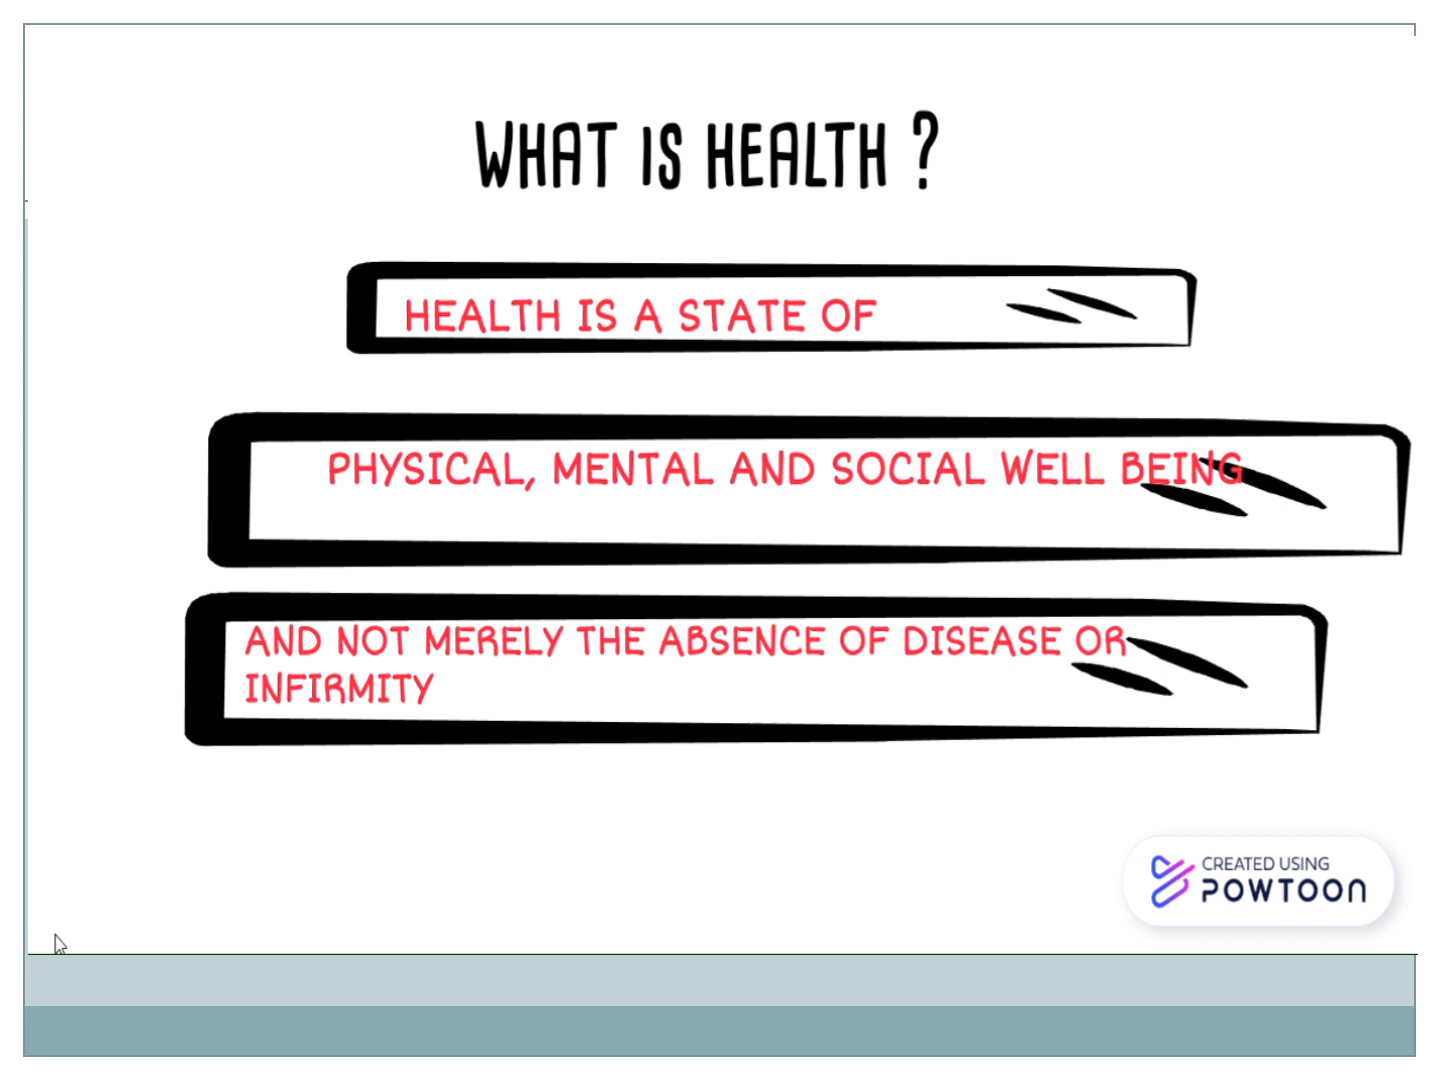 WHAT IS HEALTH ?
HEALTH IS A STATE OF
PHYSICAL, MENTAL AND SOCIAL WELL BEING
AND NOT MERELY THE ABSENCE OF DISEASE OR
INFIRMITY
CREATED USING
POWTOON